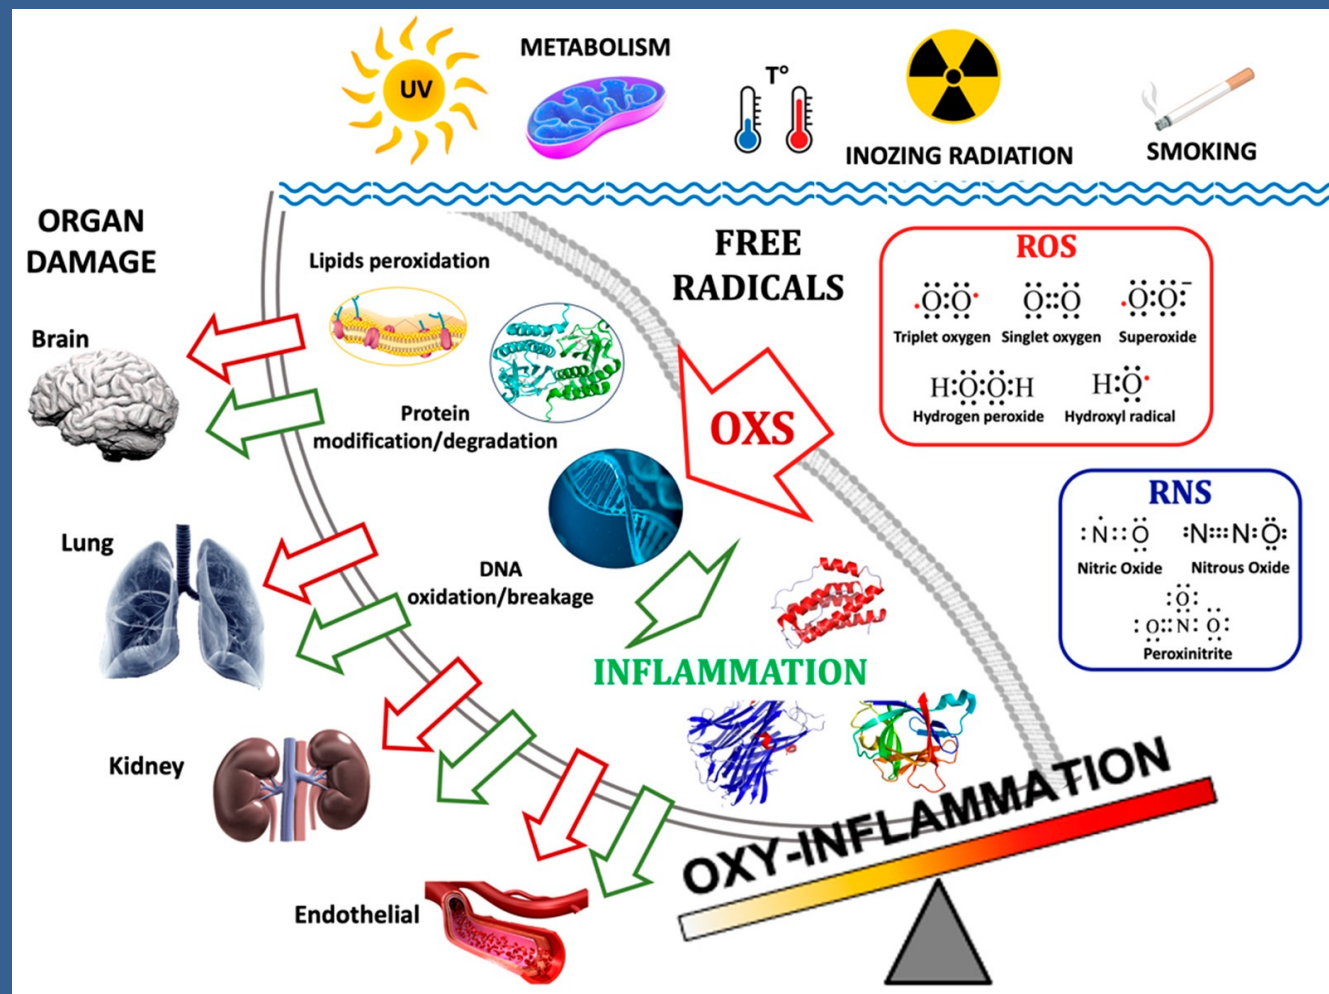 UV
METABOLISM
T°
INOZING RADIATION
SMOKING
ORGAN
DAMAGE
Brain
Lung
Kidney
Endothelial
Lipids peroxidation
Protein
modification/degradation
DNA
oxidation/breakage
INFLAMMATION
FREE
RADICALS
OXS
ROS
O O
Triplet oxygen
O O
Singlet oxygen
O O −
Superoxide
H O O H
Hydrogen peroxide
H O
Hydroxyl radical
RNS
N O
Nitric Oxide
N N O
Nitrous Oxide
O
O N O
Peroxinitrite
OXY-INFLAMMATION